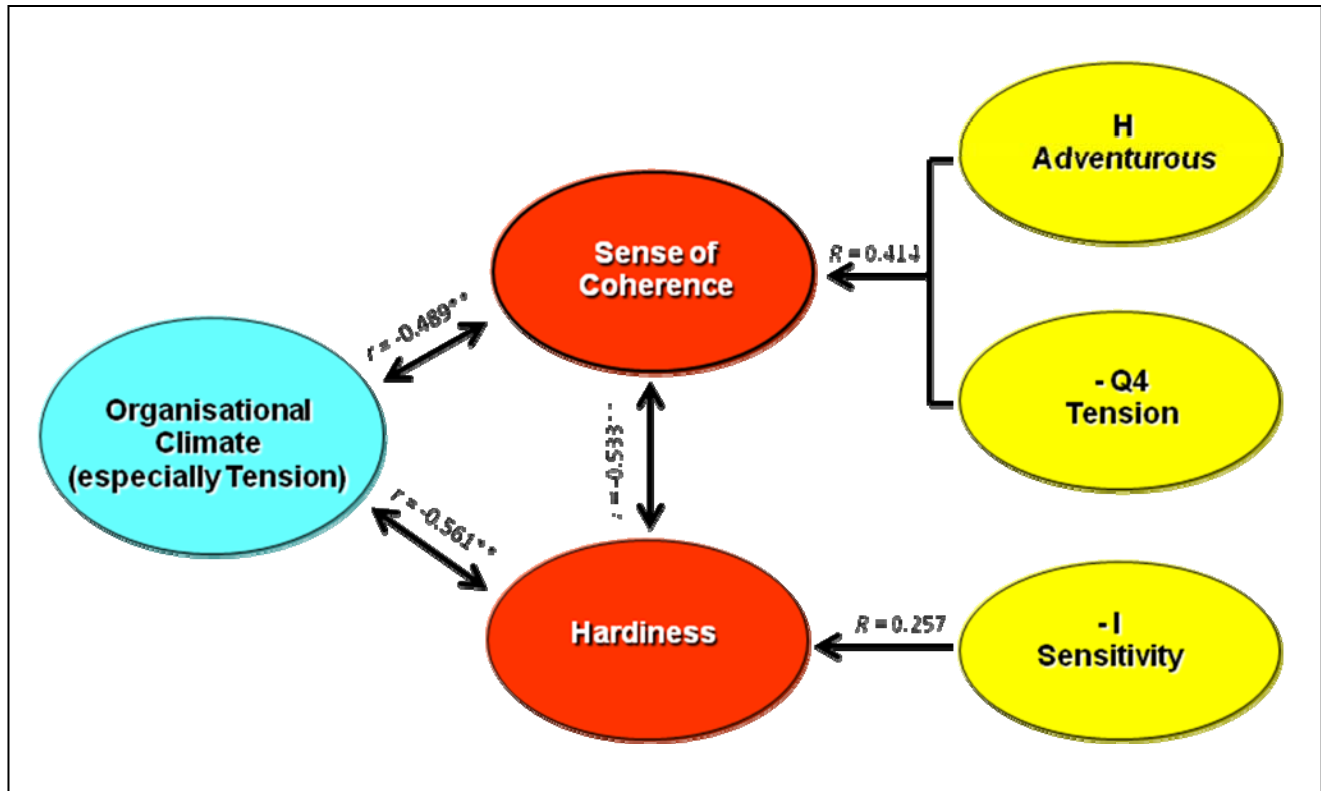 H
Adventurous
R = 0.414
Sense of
Coherence
r = -0.489**
- Q4
Tension
Organisational
Climate
(especially Tension)
r = -0.533**
r = -0.561**
Hardiness
R = 0.257
- I
Sensitivity